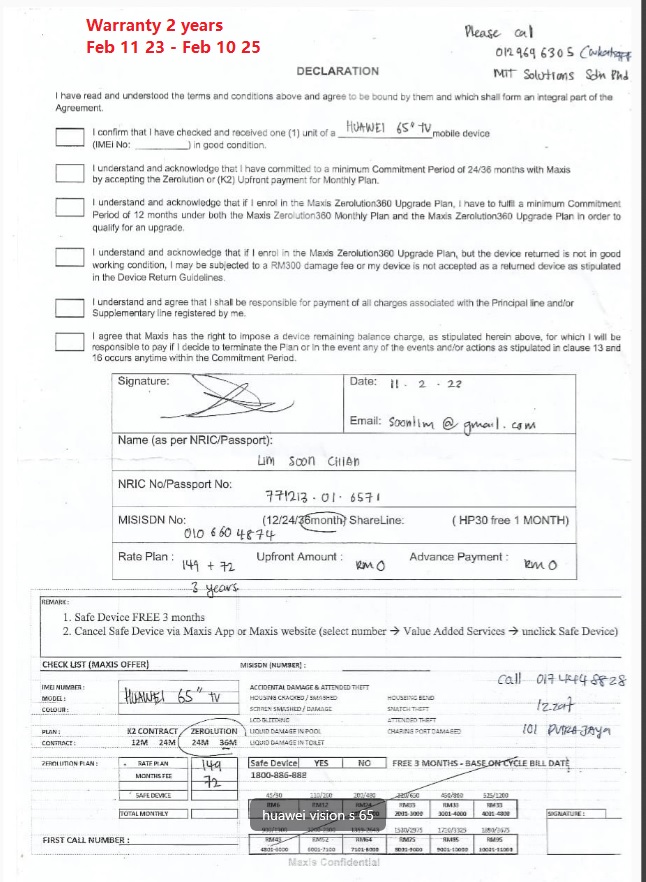 Warranty 2 years
Feb 11 23 - Feb 10 25
Please call
012 969 6305 (whatsapp
MIT Solutions Sdn Bhd
DECLARATION
I have read and understood the terms and conditions above and agree to be bound by them and which shall form an integral part of the
Agreement.
I confirm that I have checked and received one (1) unit of a HUAWEI 65" TV mobile device
(IMEI No: __________) in good condition.
I understand and acknowledge that I have committed to a minimum Commitment Period of 24/36 months with Maxis
by accepting the Zerolution or (K2) Upfront payment for Monthly Plan.
I understand and acknowledge that if I enrol in the Maxis Zerolution360 Upgrade Plan, I have to fulfil a minimum Commitment
Period of 12 months under both the Maxis Zerolution360 Monthly Plan and the Maxis Zerolution360 Upgrade Plan in order to
qualify for an upgrade.
I understand and acknowledge that if I enrol in the Maxis Zerolution360 Upgrade Plan, but the device returned is not in good
working condition, I may be subjected to a RM300 damage fee or my device is not accepted as a returned device as stipulated
in the Device Return Guidelines.
I understand and agree that I shall be responsible for payment of all charges associated with the Principal line and/or
Supplementary line registered by me.
I agree that Maxis has the right to impose a device remaining balance charge, as stipulated herein above, for which I will be
responsible to pay if I decide to terminate the Plan or in the event any of the events and/or actions as stipulated in clause 13 and
16 occurs anytime within the Commitment Period.
Signature:
Date: 11 - 2 - 22
Email: Soonlim @ gmail.com
Name (as per NRIC/Passport):
Lim Soon
NRIC No/Passport No:
771213 - 01 - 6571
MISISDN No: (12/24/36month) ShareLine: ( HP30 free 1 MONTH)
010 660 4874
Rate Plan : 149 + 72 Upfront Amount : RM 0 Advance Payment : RM 0
3 years
REMARK:
1. Safe Device FREE 3 months
2. Cancel Safe Device via Maxis App or Maxis website (select number → Value Added Services → unclick Safe Device)
CHECK LIST (MAXIS OFFER) MISISDN (NUMBER) :
Call 017 4448828
Izzat
101 PUTRA JAYA
IMEI NUMBER :
MODEL : HUAWEI 65" TV
COLOUR :
ACCIDENTAL DAMAGE & ATTENDED THEFT
HOUSING CRACKED / SMASHED HOUSING BEND
SCREEN SMASHED / DAMAGE SNATCH THEFT
LCD BLEEDING ATTENDED THEFT
LIQUID DAMAGE IN POOL CHARGING PORT DAMAGED
LIQUID DAMAGE IN TOILET
PLAN : K2 CONTRACT ZEROLUTION
CONTRACT : 12M 24M 24M 36M
ZEROLUTION PLAN : RATE PLAN 149
MONTHS FEE 72
SAFE DEVICE
TOTAL MONTHLY
Safe Device YES NO FREE 3 MONTHS - BASE ON CYCLE BILL DATE
1800-885-888
huawei vision s 65
SIGNATURE :
FIRST CALL NUMBER :
Maxis Confidential